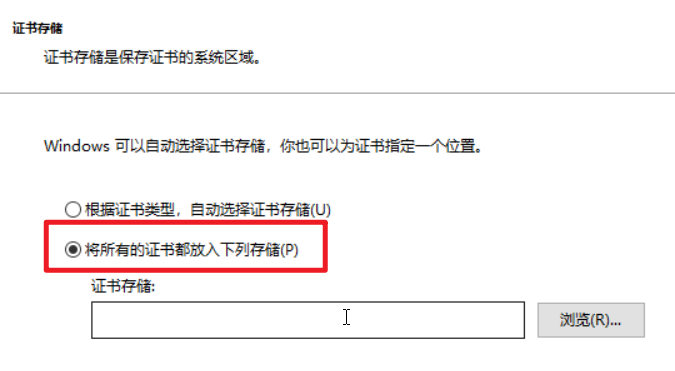 证书存储
证书存储是保存证书的系统区域。
Windows 可以自动选择证书存储，你也可以为证书指定一个位置。
根据证书类型，自动选择证书存储(U)
将所有的证书都放入下列存储(P)
证书存储:
浏览(R)...